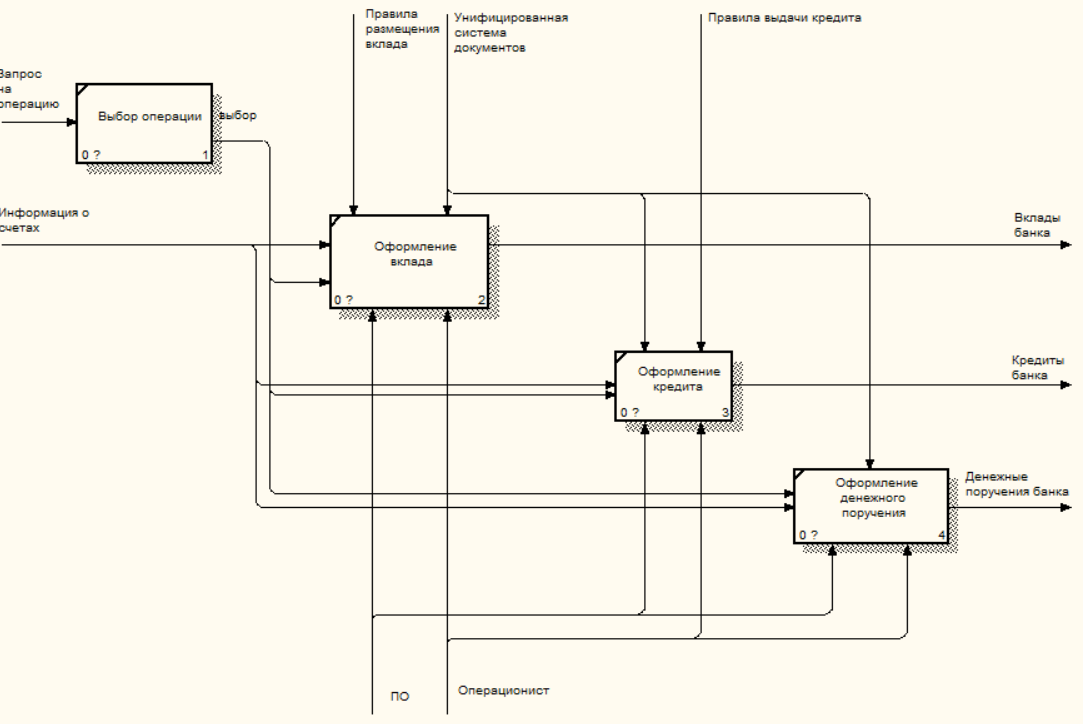 Правила
размещения
вклада
Унифицированная
система
документов
Правила выдачи кредита
Запрос
на
операцию
Выбор операции
0 ?
1
выбор
Информация о
счетах
Оформление
вклада
0 ?
2
Вклады
банка
Оформление
кредита
0 ?
3
Кредиты
банка
Оформление
денежного
поручения
0 ?
4
Денежные
поручения банка
ПО
Операционист